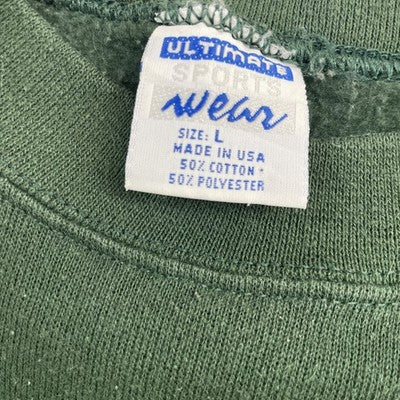 ULTIMATE
SPORTS
Wear
SIZE: L
MADE IN USA
50% COTTON
50% POLYESTER